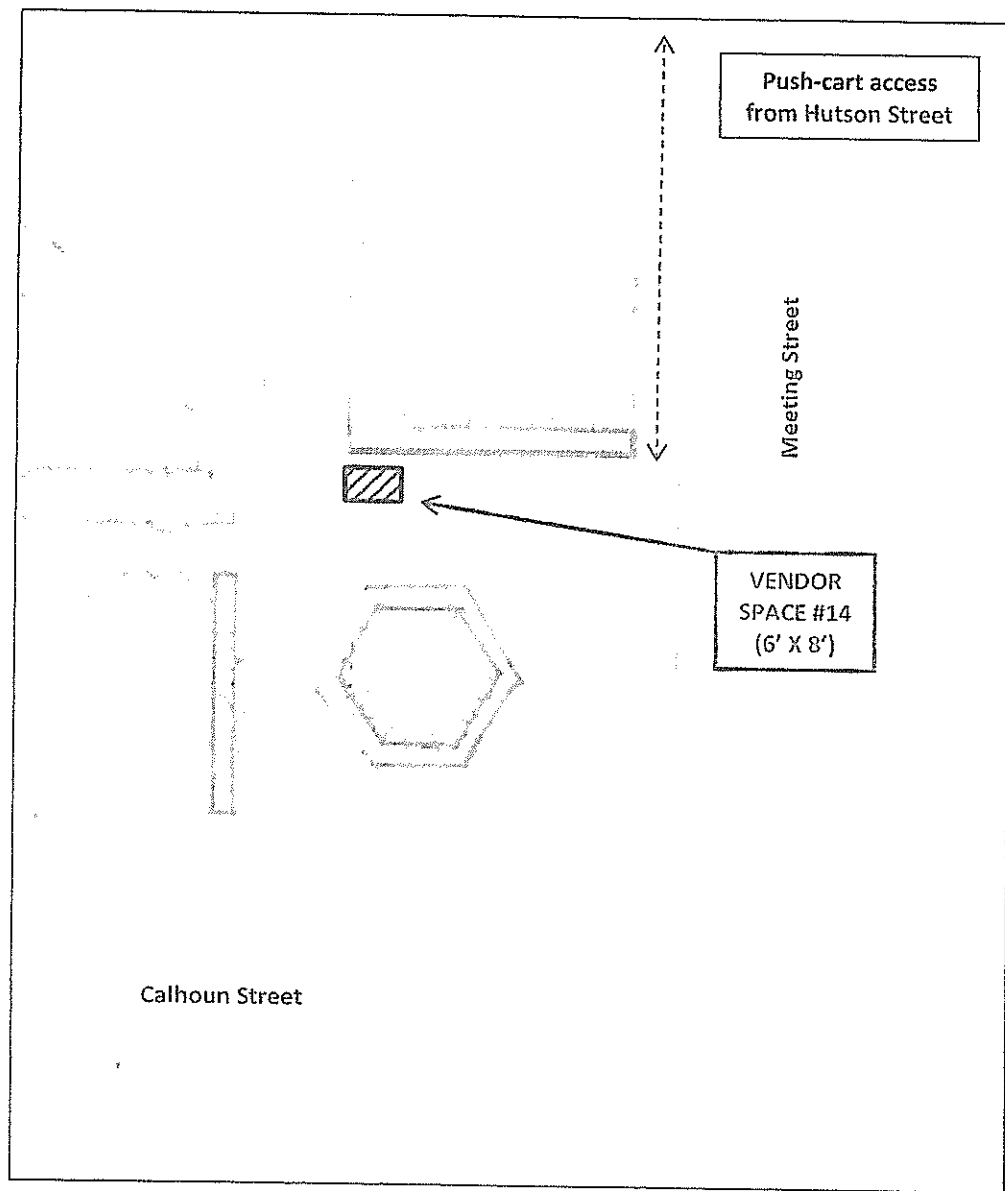 Push-cart access
from Hutson Street
Meeting Street
VENDOR
SPACE #14
(6' X 8')
Calhoun Street